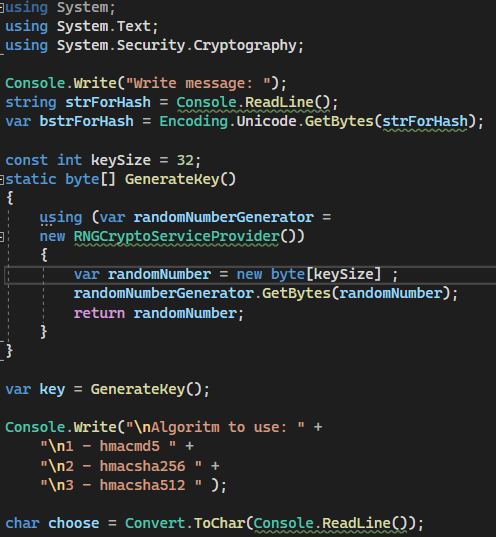 using System;
using System.Text;
using System.Security.Cryptography;
Console.Write("Write message: ");
string strForHash = Console.ReadLine();
var bstrForHash = Encoding.Unicode.GetBytes(strForHash);
const int keySize = 32;
static byte[] GenerateKey()
{
using (var randomNumberGenerator =
new RNGCryptoServiceProvider())
{
var randomNumber = new byte[keySize] ;
randomNumberGenerator.GetBytes(randomNumber);
return randomNumber;
}
}
var key = GenerateKey();
Console.Write("\nAlgoritm to use: " +
"\n1 - hmacmd5 " +
"\n2 - hmacsha256 " +
"\n3 - hmacsha512 " );
char choose = Convert.ToChar(Console.ReadLine());